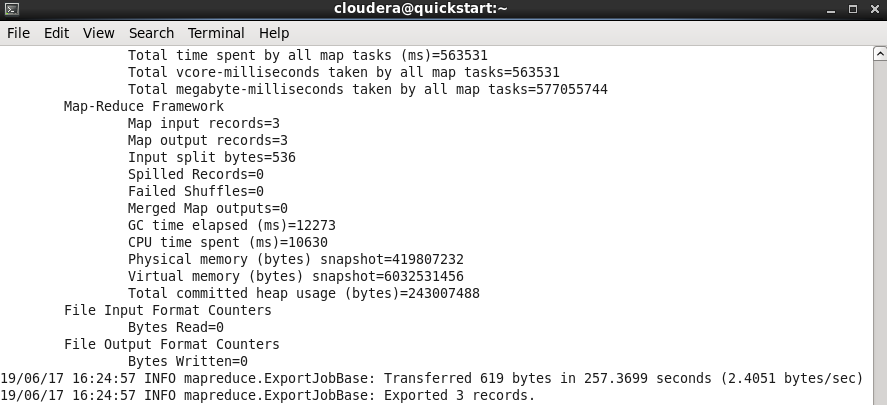 cloudera@quickstart:~
File Edit View Search Terminal Help
Total time spent by all map tasks (ms)=563531
Total vcore-milliseconds taken by all map tasks=563531
Total megabyte-milliseconds taken by all map tasks=577055744
Map-Reduce Framework
Map input records=3
Map output records=3
Input split bytes=536
Spilled Records=0
Failed Shuffles=0
Merged Map outputs=0
GC time elapsed (ms)=12273
CPU time spent (ms)=10630
Physical memory (bytes) snapshot=419807232
Virtual memory (bytes) snapshot=6032531456
Total committed heap usage (bytes)=243007488
File Input Format Counters
Bytes Read=0
File Output Format Counters
Bytes Written=0
19/06/17 16:24:57 INFO mapreduce.ExportJobBase: Transferred 619 bytes in 257.3699 seconds (2.4051 bytes/sec)
19/06/17 16:24:57 INFO mapreduce.ExportJobBase: Exported 3 records.